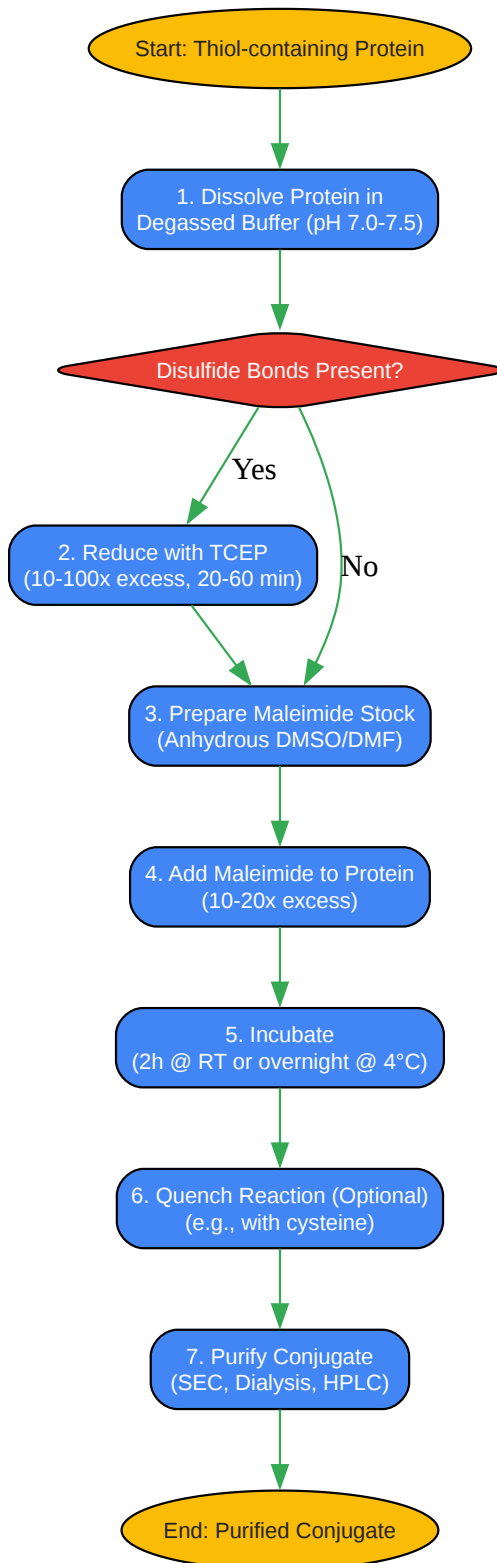 Start: Thiol-containing Protein
1. Dissolve Protein in
Degassed Buffer (pH 7.0-7.5)
Disulfide Bonds Present?
Yes
2. Reduce with TCEP
(10-100x excess, 20-60 min)
No
3. Prepare Maleimide Stock
(Anhydrous DMSO/DMF)
4. Add Maleimide to Protein
(10-20x excess)
5. Incubate
(2h @ RT or overnight @ 4°C)
6. Quench Reaction (Optional)
(e.g., with cysteine)
7. Purify Conjugate
(SEC, Dialysis, HPLC)
End: Purified Conjugate